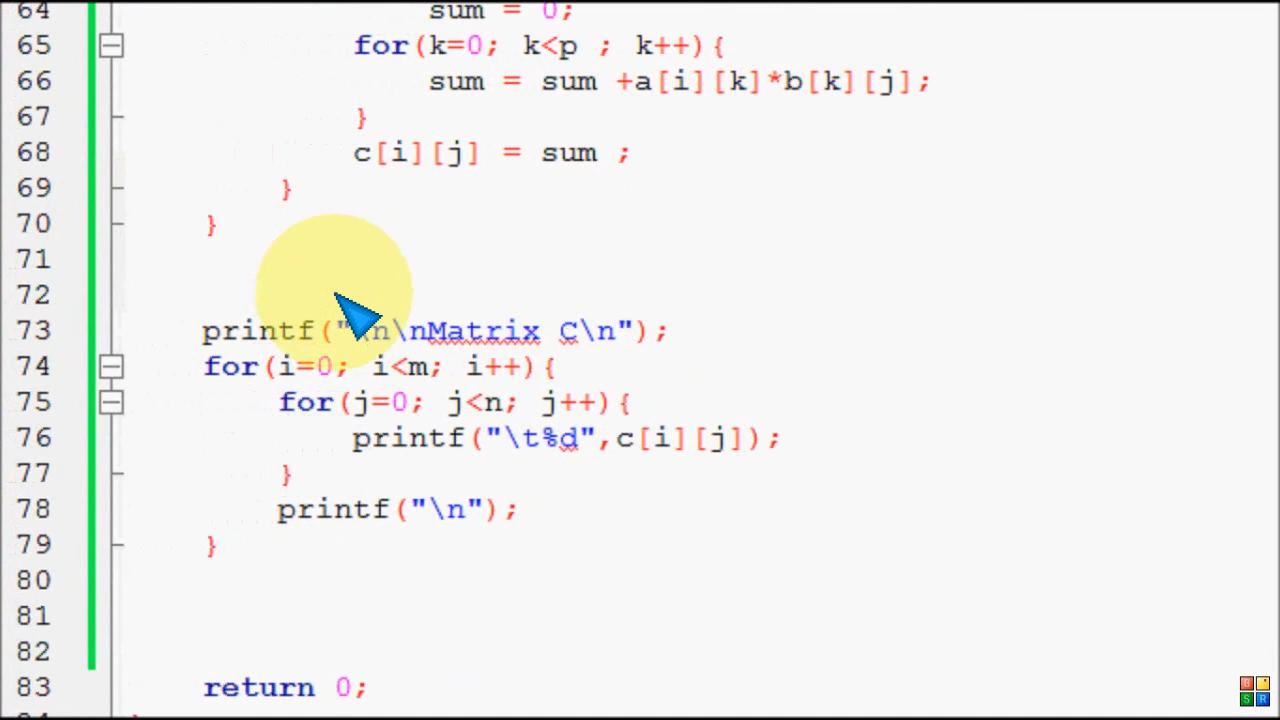 64 sum = 0;
65 for(k=0; k<p ; k++){
66 sum = sum +a[i][k]*b[k][j];
67 }
68 c[i][j] = sum ;
69 }
70 }
71
72
73 printf("\n\nMatrix C\n");
74 for(i=0; i<m; i++){
75 for(j=0; j<n; j++){
76 printf("\t%d",c[i][j]);
77 }
78 printf("\n");
79 }
80
81
82
83 return 0;